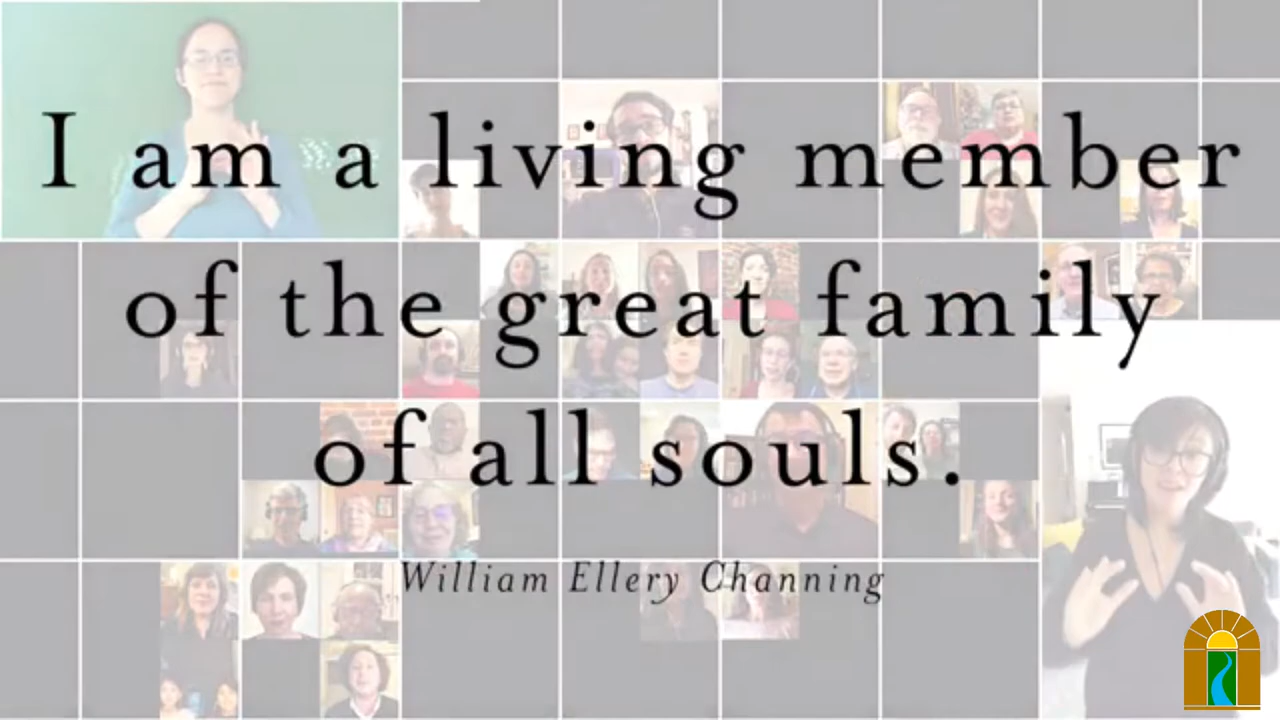 I am a living member
of the great family
of all souls.
William Ellery Channing